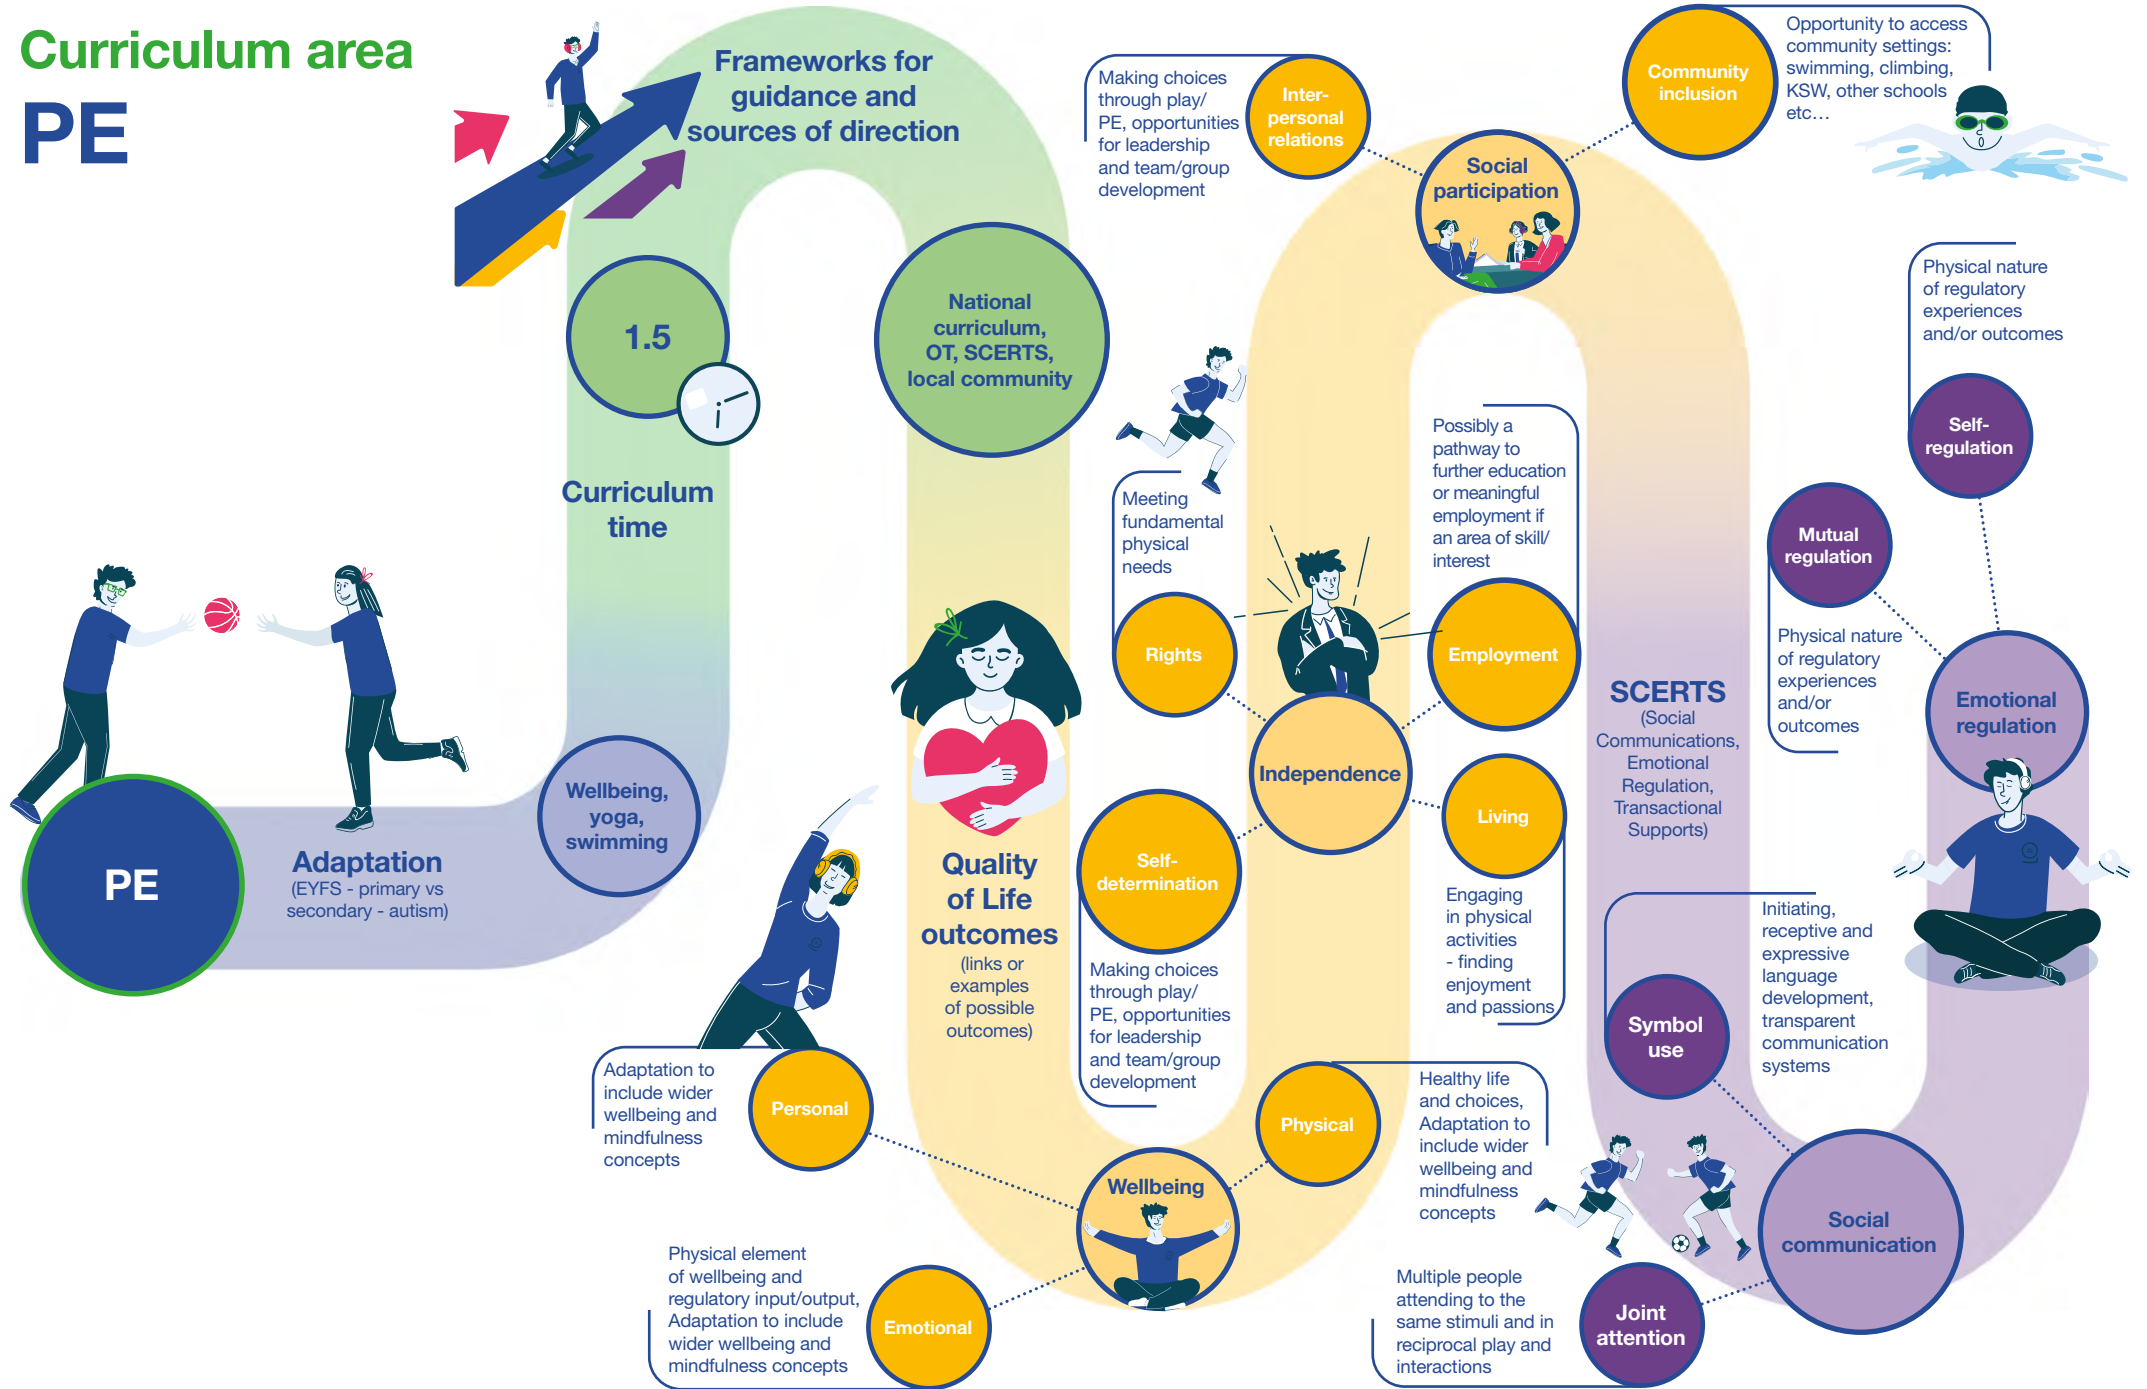 Curriculum area
PE
PE
Adaptation
(EYFS - primary vs
secondary - autism)
Wellbeing,
yoga,
swimming
Curriculum
time
1.5
Frameworks for
guidance and
sources of direction
National
curriculum,
OT, SCERTS,
local community
Quality
of Life
outcomes
(links or
examples
of possible
outcomes)
Personal
Adaptation to
include wider
wellbeing and
mindfulness
concepts
Emotional
Physical element
of wellbeing and
regulatory input/output,
Adaptation to include
wider wellbeing and
mindfulness concepts
Wellbeing
Physical
Healthy life
and choices,
Adaptation to
include wider
wellbeing and
mindfulness
concepts
Independence
Rights
Meeting
fundamental
physical
needs
Self-
determination
Making choices
through play/
PE, opportunities
for leadership
and team/group
development
Employment
Possibly a
pathway to
further education
or meaningful
employment if
an area of skill/
interest
Living
Engaging
in physical
activities
- finding
enjoyment
and passions
Social
participation
Inter-
personal
relations
Making choices
through play/
PE, opportunities
for leadership
and team/group
development
Community
inclusion
Opportunity to access
community settings:
swimming, climbing,
KSW, other schools
etc…
SCERTS
(Social
Communications,
Emotional
Regulation,
Transactional
Supports)
Social
communication
Symbol
use
Initiating,
receptive and
expressive
language
development,
transparent
communication
systems
Joint
attention
Multiple people
attending to the
same stimuli and in
reciprocal play and
interactions
Emotional
regulation
Mutual
regulation
Physical nature
of regulatory
experiences
and/or
outcomes
Self-
regulation
Physical nature
of regulatory
experiences
and/or outcomes